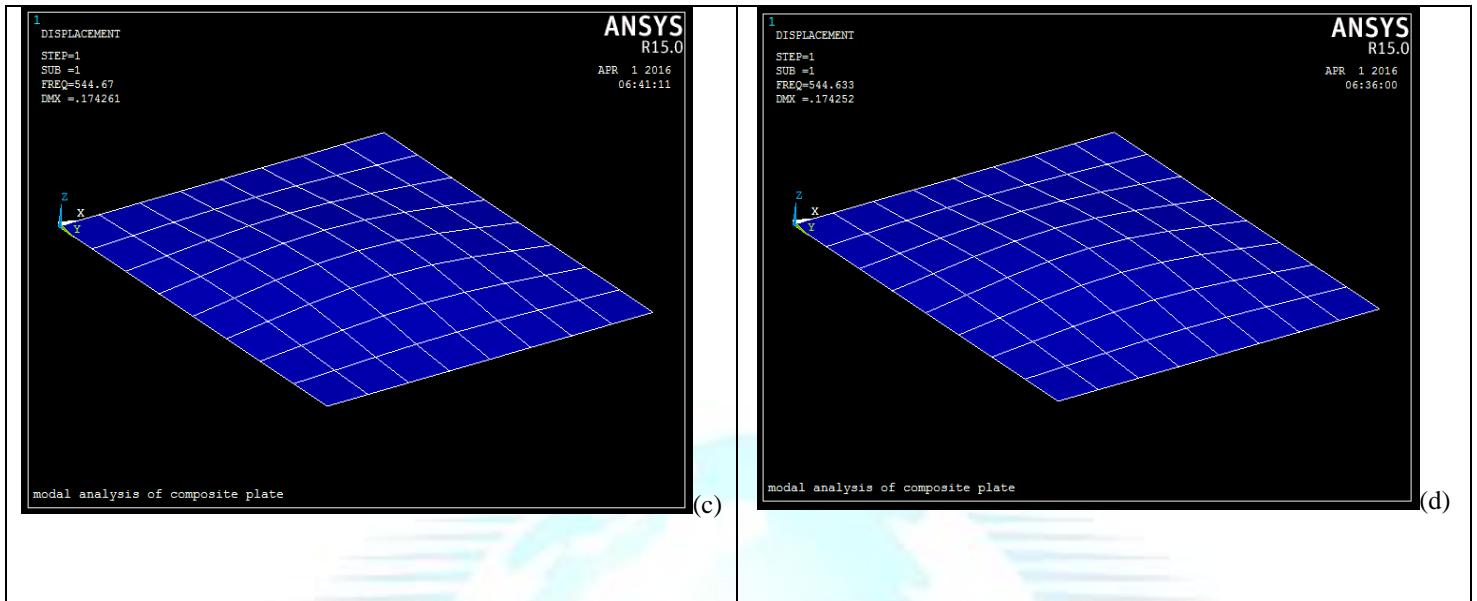 1
DISPLACEMENT
STEP=1
SUB =1
FREQ=544.67
DMX =.174261
ANSYS
R15.0
APR 1 2016
06:41:11
Z
X
Y
modal analysis of composite plate
(c)
1
DISPLACEMENT
STEP=1
SUB =1
FREQ=544.633
DMX =.174252
ANSYS
R15.0
APR 1 2016
06:36:00
Z
X
Y
modal analysis of composite plate
(d)